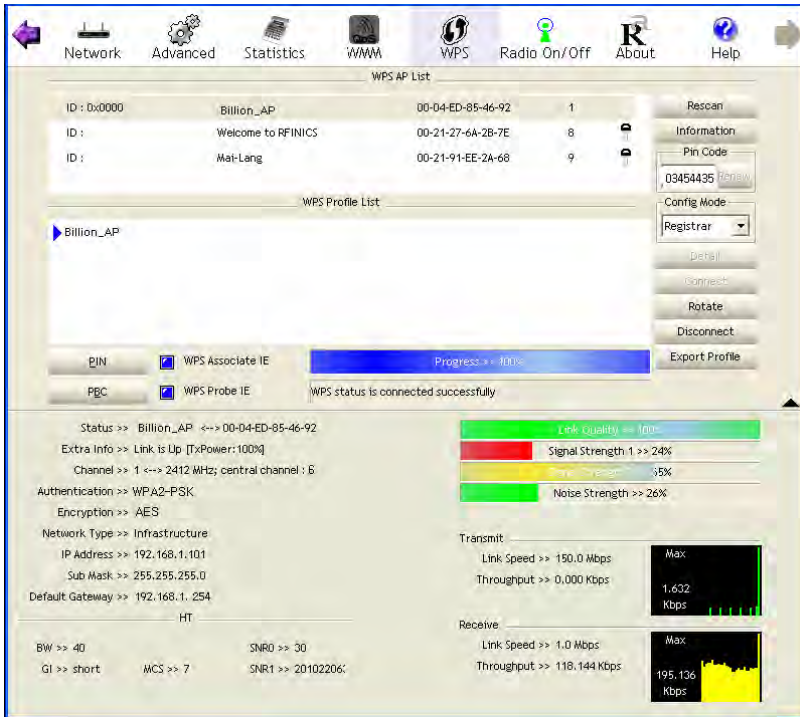 Network Advanced Statistics WMM WPS Radio On/Off About Help
WPS AP List
ID : 0x0000 Billion_AP 00-04-ED-85-46-92 1
ID : Welcome to RFINICS 00-21-27-6A-2B-7E 8
ID : Mai-Lang 00-21-91-EE-2A-68 9
Rescan
Information
Pin Code
03454435 Renew
WPS Profile List
Config Mode
Registrar
Billion_AP
Detail
Connect
Rotate
Disconnect
Export Profile
PIN WPS Associate IE Progress >> 100%
PBC WPS Probe IE WPS status is connected successfully
Status >> Billion_AP <--> 00-04-ED-85-46-92
Extra Info >> Link is Up [TxPower:100%]
Channel >> 1 <--> 2412 MHz; central channel : 6
Authentication >> WPA2-PSK
Encryption >> AES
Network Type >> Infrastructure
IP Address >> 192.168.1.101
Sub Mask >> 255.255.255.0
Default Gateway >> 192.168.1. 254
HT
BW >> 40 SNR0 >> 30
GI >> short MCS >> 7 SNR1 >> 20102206
Link Quality >> 100%
Signal Strength 1 >> 24%
Noise Strength >> 26%
Transmit
Link Speed >> 150.0 Mbps
Throughput >> 0.000 Kbps
Max
1.632
Kbps
Receive
Link Speed >> 1.0 Mbps
Throughput >> 118.144 Kbps
Max
195.136
Kbps